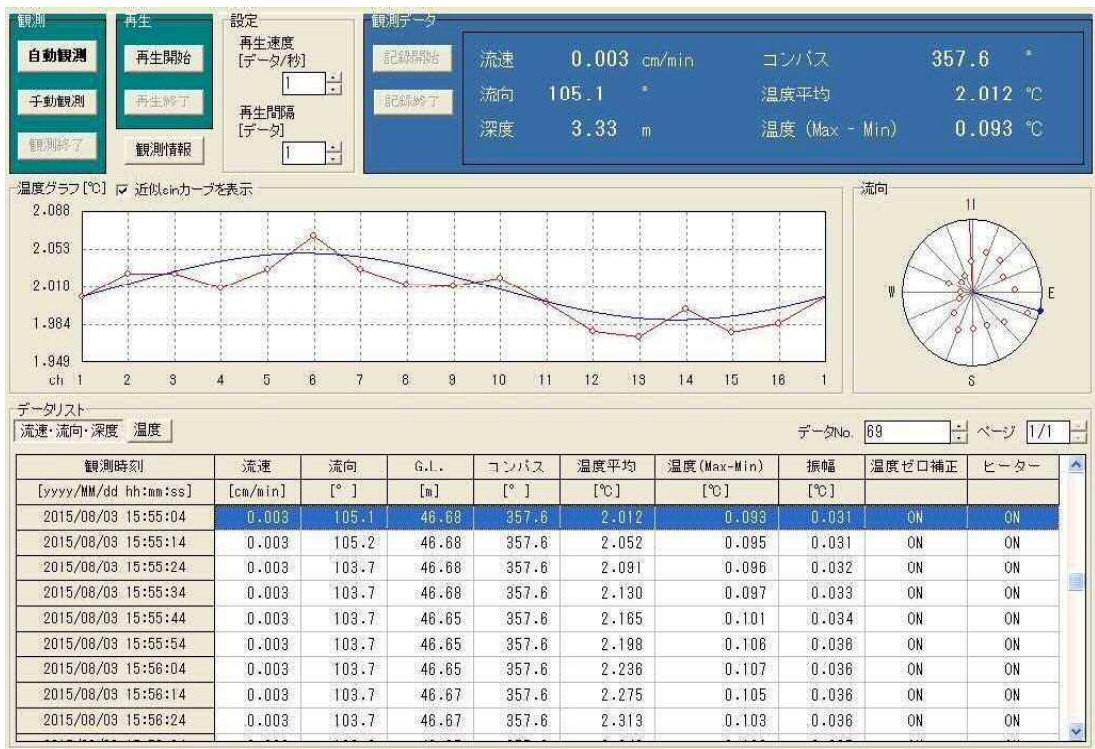 観測
自動観測
手動観測
観測終了
再生
再生開始
再生終了
観測情報
設定
再生速度
[データ/秒]
1
再生間隔
[データ]
1
観測データ
記録開始
記録終了
流速 0.003 cm/min コンパス 357.6 °
流向 105.1 ° 温度平均 2.012 ℃
深度 3.33 m 温度 (Max - Min) 0.093 ℃
温度グラフ[℃] 近似sinカーブを表示
2.088
2.053
2.018
1.984
1.949
ch 1 2 3 4 5 6 7 8 9 10 11 12 13 14 15 16 1
流向
W
E
S
データリスト
流速・流向・深度 温度 データNo. 69 ページ 1/1
観測時刻 流速 流向 G.L. コンパス 温度平均 温度(Max-Min) 振幅 温度ゼロ補正 ヒーター
[yyyy/MM/dd hh:mm:ss] [cm/min] [° ] [m] [° ] [℃] [℃] [℃]
2015/08/03 15:55:04 0.003 105.1 46.68 357.6 2.012 0.093 0.031 ON ON
2015/08/03 15:55:14 0.003 105.2 46.68 357.6 2.052 0.095 0.031 ON ON
2015/08/03 15:55:24 0.003 103.7 46.68 357.6 2.091 0.096 0.032 ON ON
2015/08/03 15:55:34 0.003 103.7 46.68 357.6 2.130 0.097 0.033 ON ON
2015/08/03 15:55:44 0.003 103.7 46.65 357.6 2.165 0.101 0.034 ON ON
2015/08/03 15:55:54 0.003 103.7 46.65 357.6 2.198 0.106 0.036 ON ON
2015/08/03 15:56:04 0.003 103.7 46.65 357.6 2.236 0.107 0.036 ON ON
2015/08/03 15:56:14 0.003 103.7 46.67 357.6 2.275 0.105 0.036 ON ON
2015/08/03 15:56:24 0.003 103.7 46.67 357.6 2.313 0.103 0.036 ON ON